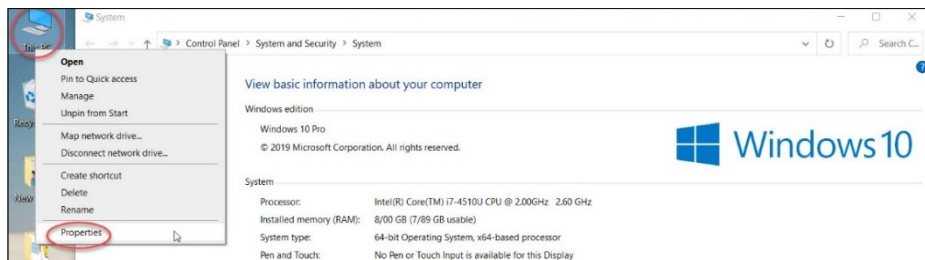 System
Control Panel > System and Security > System
Search C...
?
Open
Pin to Quick access
Manage
Unpin from Start
Map network drive...
Disconnect network drive...
Create shortcut
Delete
Rename
Properties
New
View basic information about your computer
Windows edition
Windows 10 Pro
© 2019 Microsoft Corporation. All rights reserved.
Windows 10
System
Processor: Intel(R) Core(TM) i7-4510U CPU @ 2.00GHz 2.60 GHz
Installed memory (RAM): 8/00 GB (7/89 GB usable)
System type: 64-bit Operating System, x64-based processor
Pen and Touch: No Pen or Touch Input is available for this Display